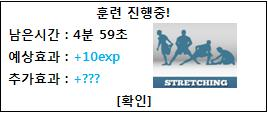 훈련 진행중!
남은시간 : 4분 59초
예상효과 : +10exp
추가효과 : +???
STRETCHING
[확인]